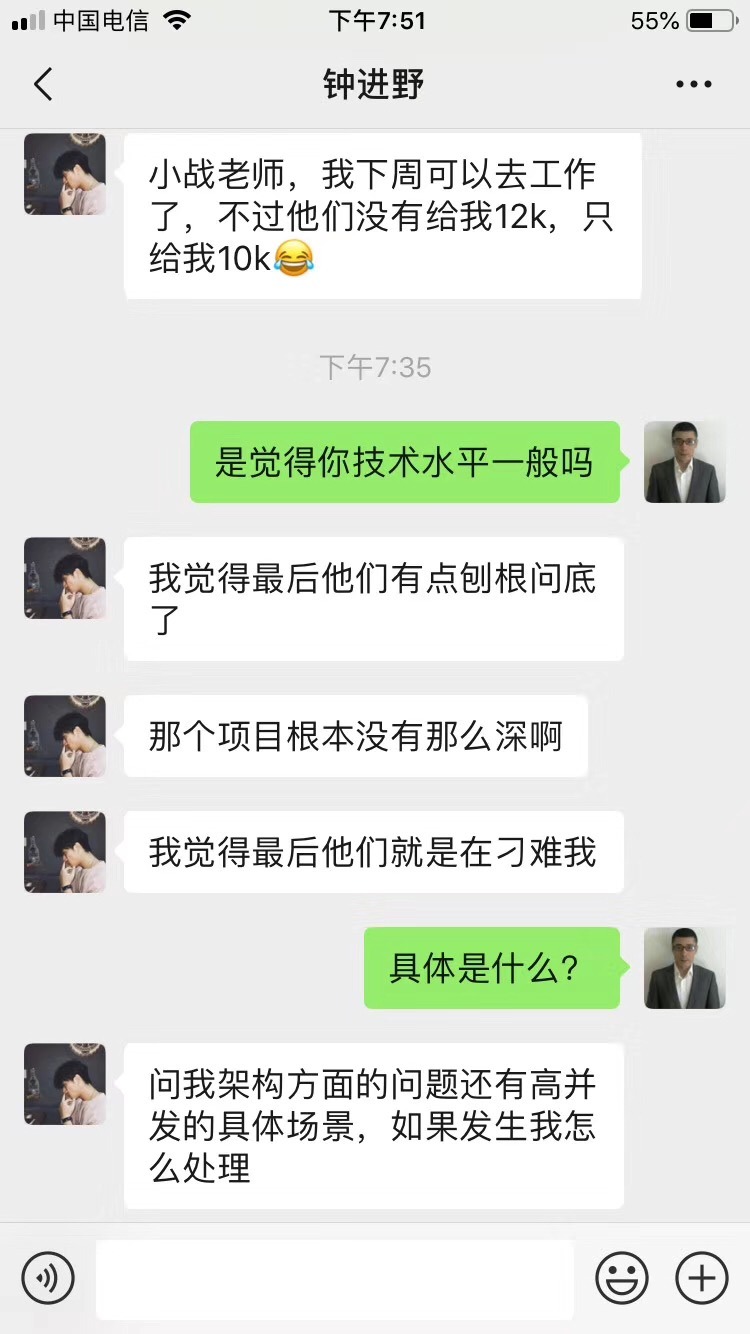 中国电信 下午7:51 55%
钟进野
小战老师，我下周可以去工作
了，不过他们没有给我12k，只
给我10k😂
下午7:35
是觉得你技术水平一般吗
我觉得最后他们有点刨根问底
了
那个项目根本没有那么深啊
我觉得最后他们就是在刁难我
具体是什么？
问我架构方面的问题还有高并
发的具体场景，如果发生我怎
么处理